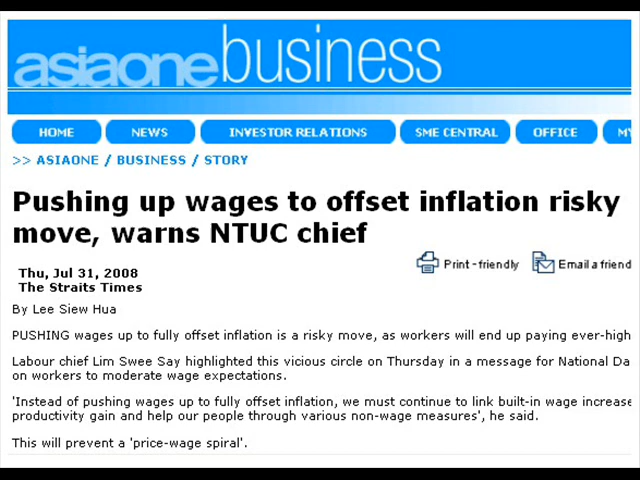 asiaone business
HOME NEWS INVESTOR RELATIONS SME CENTRAL OFFICE MY
>> ASIAONE / BUSINESS / STORY
Pushing up wages to offset inflation risky
move, warns NTUC chief
Print-friendly Email a friend
Thu, Jul 31, 2008
The Straits Times
By Lee Siew Hua
PUSHING wages up to fully offset inflation is a risky move, as workers will end up paying ever-high
Labour chief Lim Swee Say highlighted this vicious circle on Thursday in a message for National Da
on workers to moderate wage expectations.
'Instead of pushing wages up to fully offset inflation, we must continue to link built-in wage increase
productivity gain and help our people through various non-wage measures', he said.
This will prevent a 'price-wage spiral'.